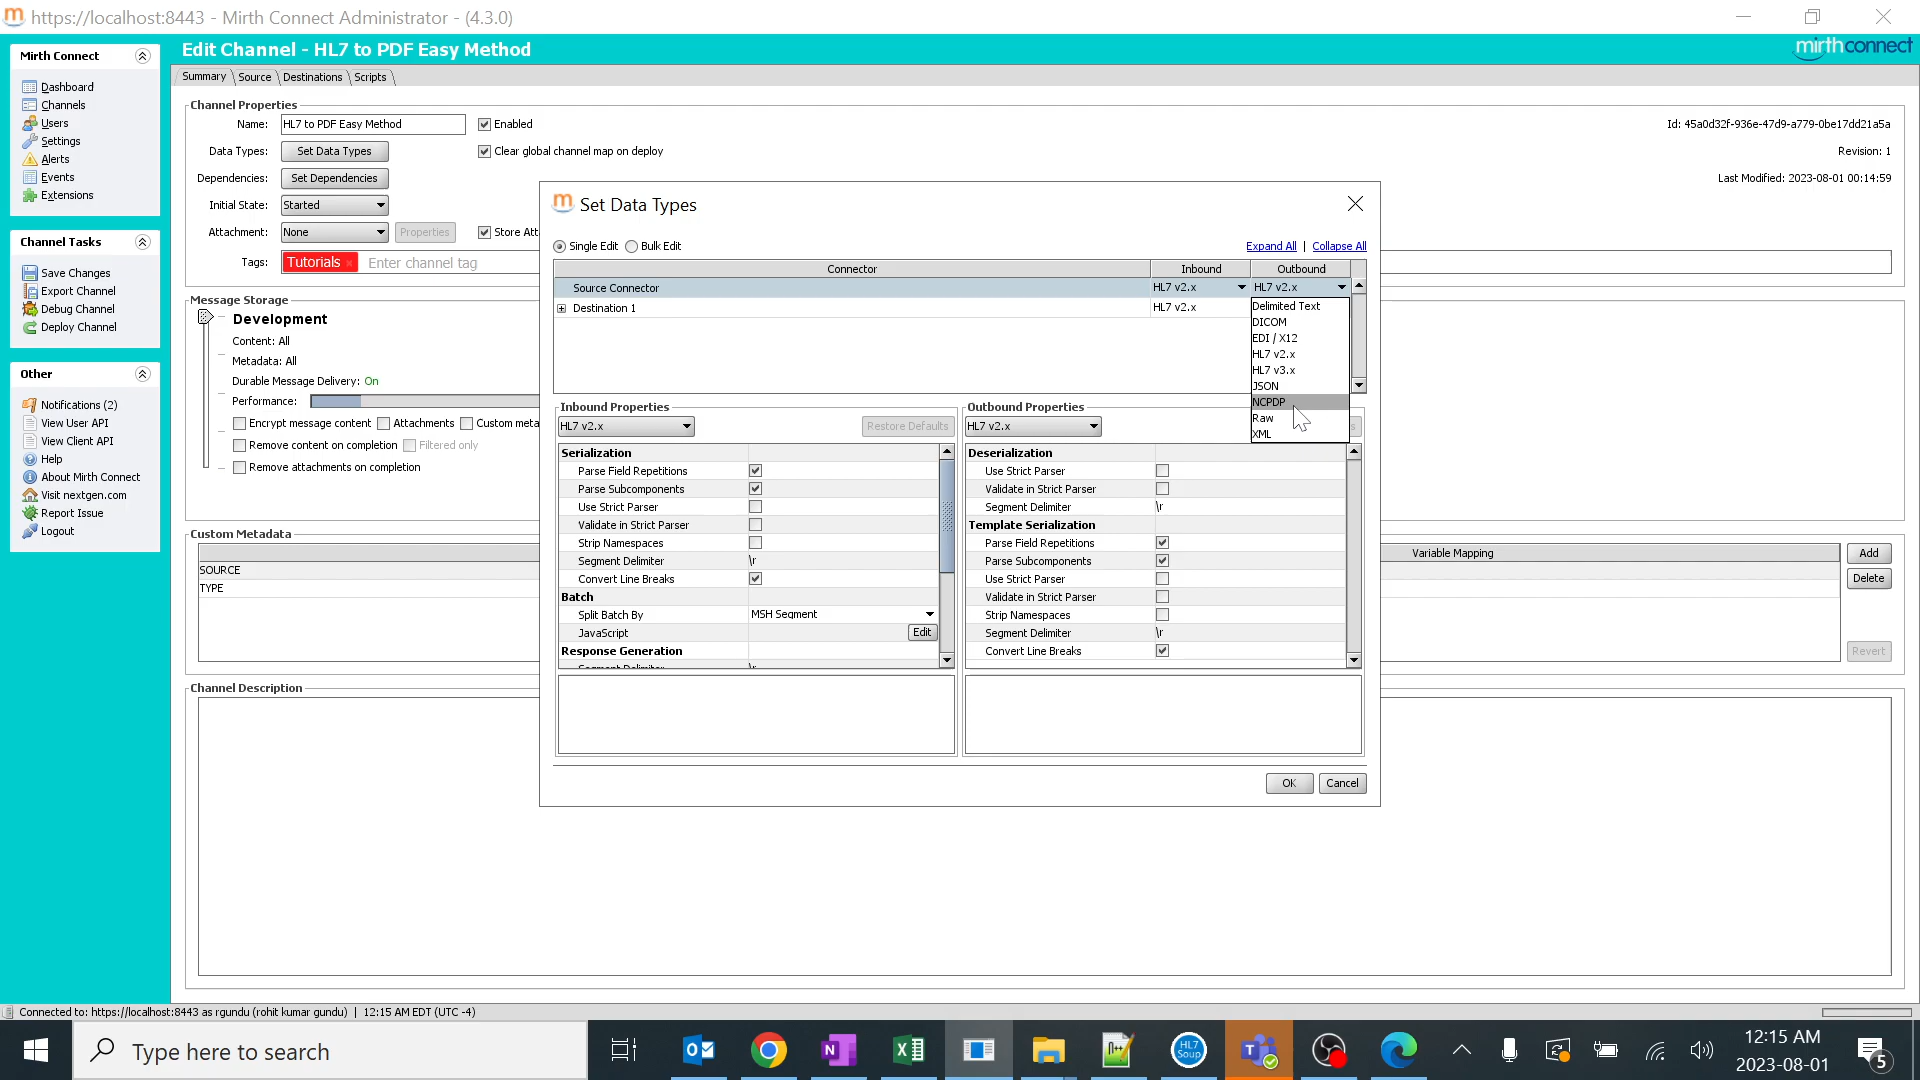 https://localhost:8443 - Mirth Connect Administrator - (4.3.0)
Mirth Connect
Edit Channel - HL7 to PDF Easy Method
mirthconnect
Summary Source Destinations Scripts
Dashboard
Channels
Users
Settings
Alerts
Events
Extensions
Channel Tasks
Save Changes
Export Channel
Debug Channel
Deploy Channel
Other
Notifications (2)
View User API
View Client API
Help
About Mirth Connect
Visit nextgen.com
Report Issue
Logout
Channel Properties
Name: HL7 to PDF Easy Method Enabled Id: 45a0d32f-936e-47d9-a779-0be17dd21a5a
Data Types: Set Data Types Clear global channel map on deploy Revision: 1
Dependencies: Set Dependencies Last Modified: 2023-08-01 00:14:59
Initial State: Started
Attachment: None Properties Store Att
Tags: Tutorials × Enter channel tag
Message Storage
Development
Content: All
Metadata: All
Durable Message Delivery: On
Performance:
Encrypt message content Attachments Custom meta
Remove content on completion Filtered only
Remove attachments on completion
Custom Metadata
Variable Mapping Add
SOURCE
Delete
TYPE
Revert
Channel Description
Set Data Types
Single Edit Bulk Edit Expand All | Collapse All
Connector Inbound Outbound
Source Connector HL7 v2.x HL7 v2.x
Destination 1 HL7 v2.x
Delimited Text
DICOM
EDI / X12
HL7 v2.x
HL7 v3.x
JSON
NCPDP
Raw
XML
Inbound Properties
HL7 v2.x Restore Defaults
Serialization
Parse Field Repetitions
Parse Subcomponents
Use Strict Parser
Validate in Strict Parser
Strip Namespaces
Segment Delimiter \r
Convert Line Breaks
Batch
Split Batch By MSH Segment
JavaScript Edit
Response Generation
Segment Delimiter \r
Outbound Properties
HL7 v2.x
Deserialization
Use Strict Parser
Validate in Strict Parser
Segment Delimiter \r
Template Serialization
Parse Field Repetitions
Parse Subcomponents
Use Strict Parser
Validate in Strict Parser
Strip Namespaces
Segment Delimiter \r
Convert Line Breaks
OK Cancel
Connected to: https://localhost:8443 as rgundu (rohit kumar gundu) | 12:15 AM EDT (UTC -4)
Type here to search
HL7
Soup
12:15 AM
2023-08-01
5